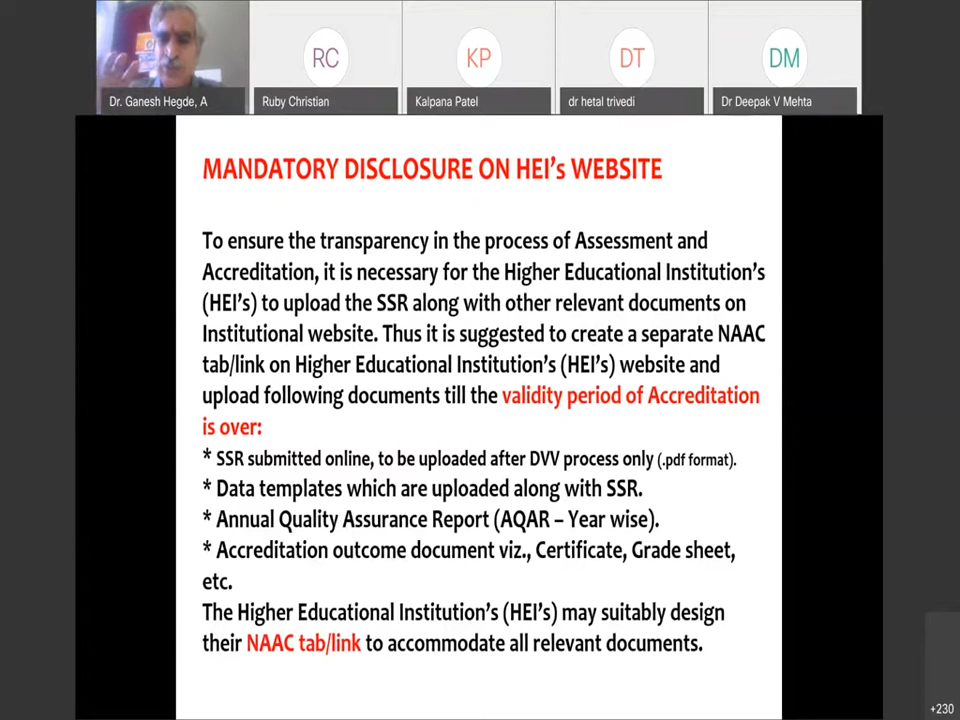 RC
KP
DT
DM
Dr. Ganesh Hegde, A
Ruby Christian
Kalpana Patel
dr hetal trivedi
Dr Deepak V Mehta
MANDATORY DISCLOSURE ON HEI's WEBSITE
To ensure the transparency in the process of Assessment and
Accreditation, it is necessary for the Higher Educational Institution's
(HEI's) to upload the SSR along with other relevant documents on
Institutional website. Thus it is suggested to create a separate NAAC
tab/link on Higher Educational Institution's (HEI's) website and
upload following documents till the validity period of Accreditation
is over:
* SSR submitted online, to be uploaded after DVV process only (.pdf format).
* Data templates which are uploaded along with SSR.
* Annual Quality Assurance Report (AQAR – Year wise).
* Accreditation outcome document viz., Certificate, Grade sheet,
etc.
The Higher Educational Institution's (HEI's) may suitably design
their NAAC tab/link to accommodate all relevant documents.
+230